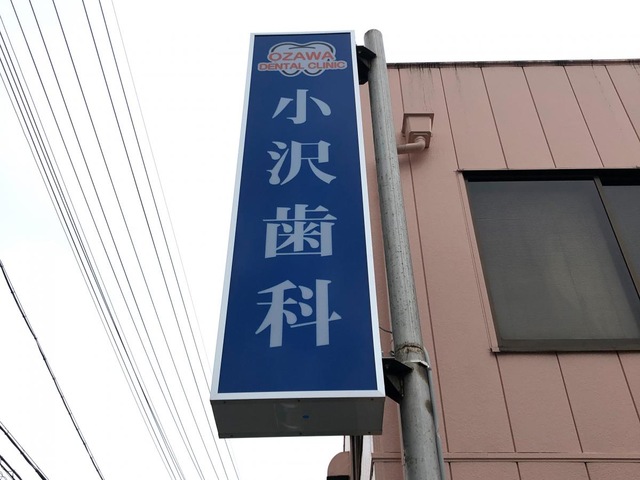 OZAWA
DENTAL CLINIC
小沢歯科